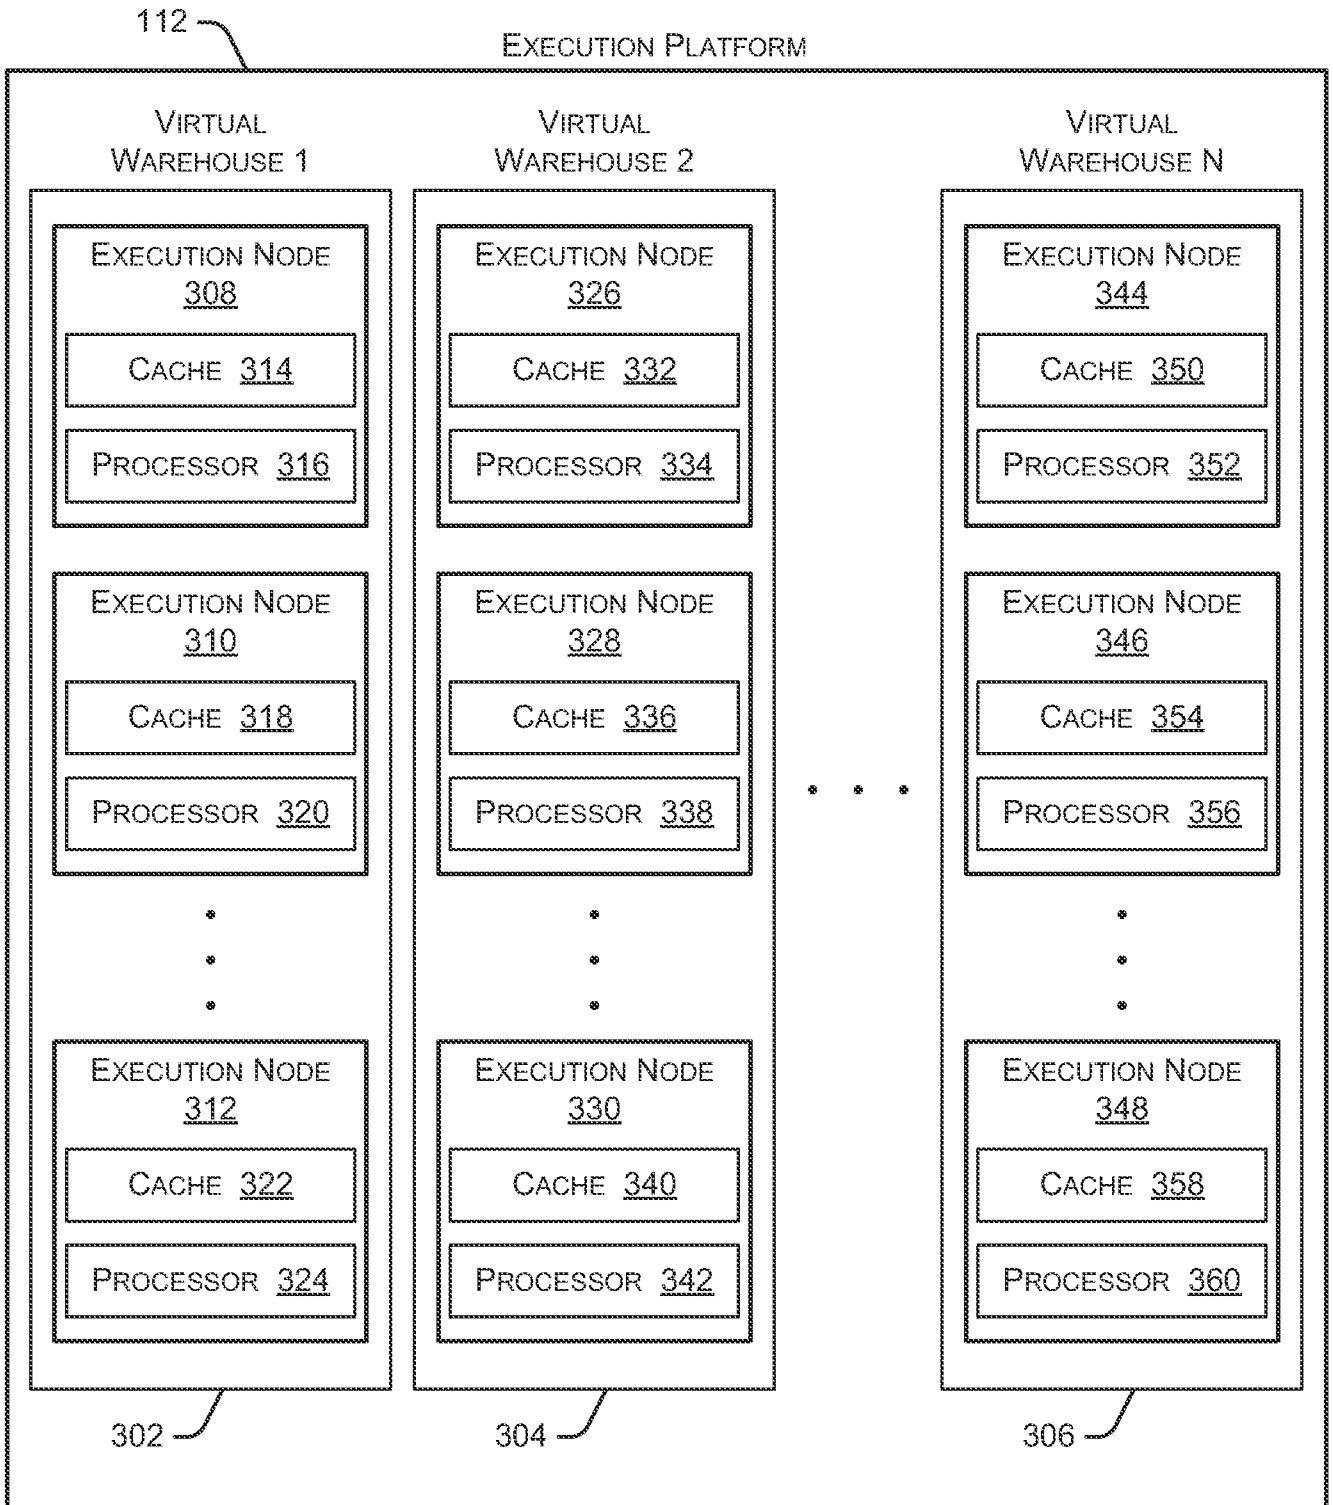 112
EXECUTION PLATFORM
VIRTUAL
WAREHOUSE 1
EXECUTION NODE
308
CACHE 314
PROCESSOR 316
EXECUTION NODE
310
CACHE 318
PROCESSOR 320
EXECUTION NODE
312
CACHE 322
PROCESSOR 324
302
VIRTUAL
WAREHOUSE 2
EXECUTION NODE
326
CACHE 332
PROCESSOR 334
EXECUTION NODE
328
CACHE 336
PROCESSOR 338
EXECUTION NODE
330
CACHE 340
PROCESSOR 342
304
VIRTUAL
WAREHOUSE N
EXECUTION NODE
344
CACHE 350
PROCESSOR 352
EXECUTION NODE
346
CACHE 354
PROCESSOR 356
EXECUTION NODE
348
CACHE 358
PROCESSOR 360
306